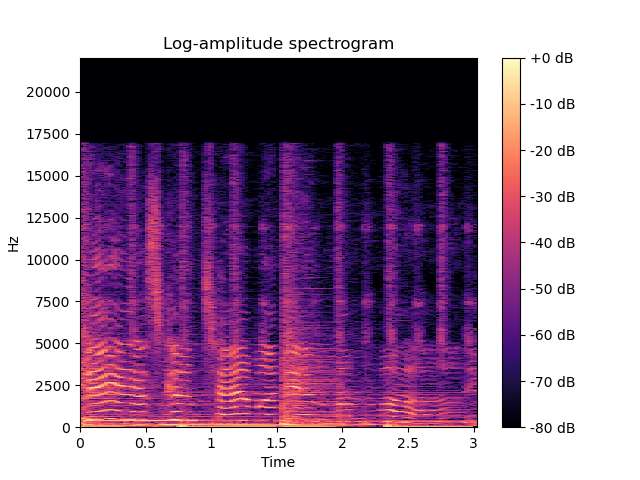 Log-amplitude spectrogram
Hz
20000
17500
15000
12500
10000
7500
5000
2500
0
0 0.5 1 1.5 2 2.5 3
Time
+0 dB
-10 dB
-20 dB
-30 dB
-40 dB
-50 dB
-60 dB
-70 dB
-80 dB